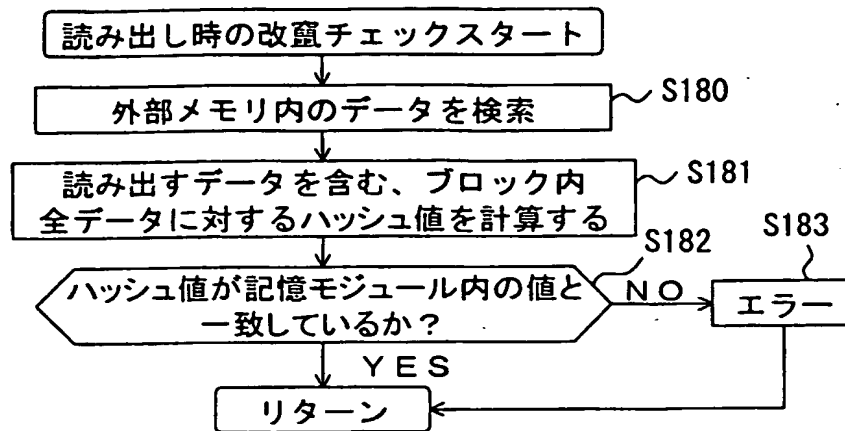 読み出し時の改竄チェックスタート
外部メモリ内のデータを検索
S180
読み出すデータを含む、ブロック内
全データに対するハッシュ値を計算する
S181
ハッシュ値が記憶モジュール内の値と
一致しているか？
S182
NO
S183
エラー
YES
リターン